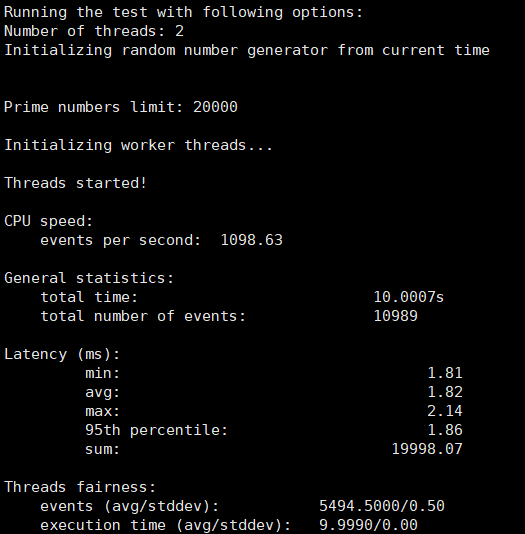 Running the test with following options:
Number of threads: 2
Initializing random number generator from current time
Prime numbers limit: 20000
Initializing worker threads...
Threads started!
CPU speed:
events per second: 1098.63
General statistics:
total time: 10.0007s
total number of events: 10989
Latency (ms):
min: 1.81
avg: 1.82
max: 2.14
95th percentile: 1.86
sum: 19998.07
Threads fairness:
events (avg/stddev): 5494.5000/0.50
execution time (avg/stddev): 9.9990/0.00